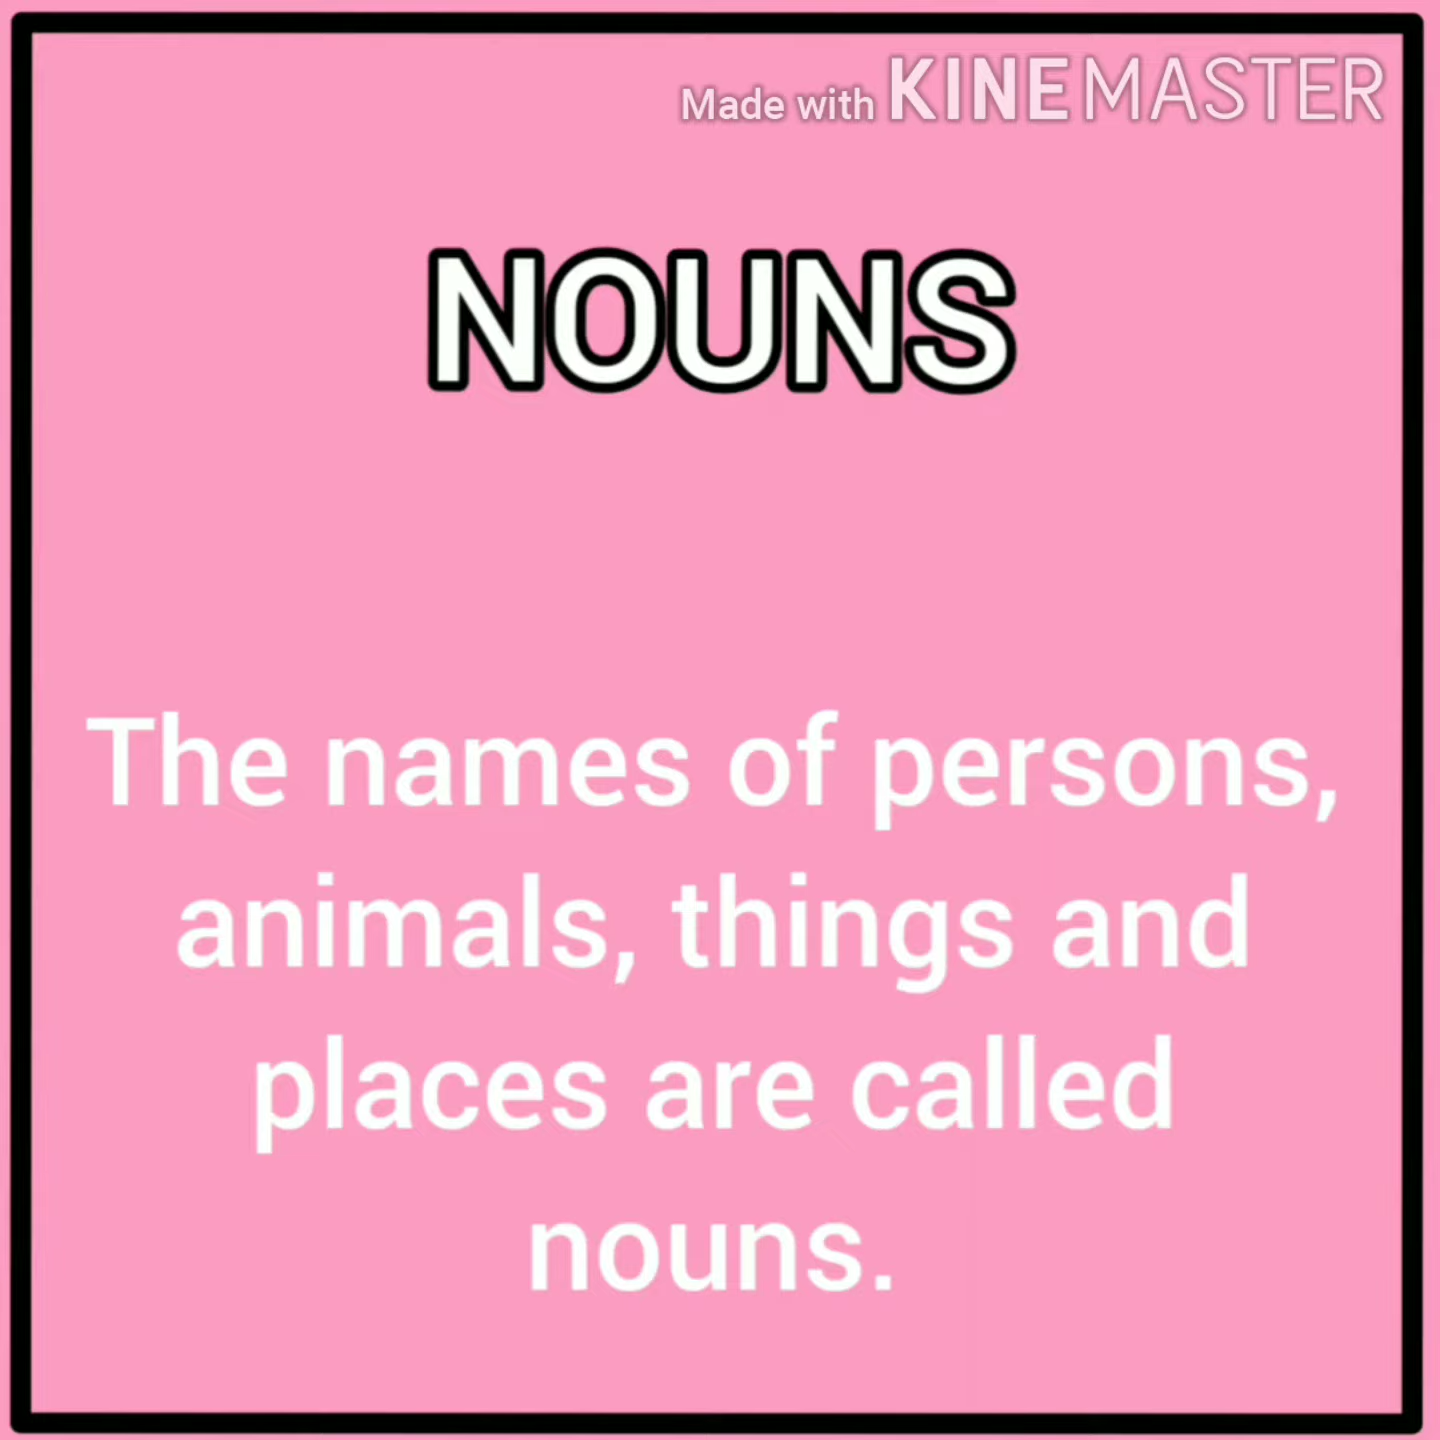 Made with KINEMASTER
NOUNS
The names of persons,
animals, things and
places are called
nouns.